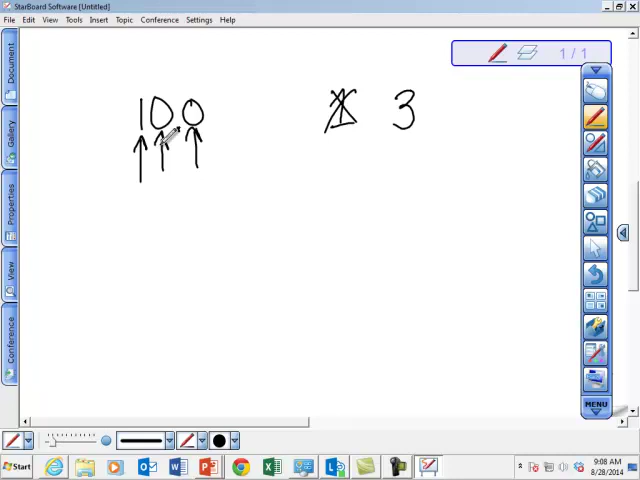 StarBoard Software [Untitled]
File Edit View Insert Topic Conference Settings Help
1 / 1
100 1 3
Document
Gallery
Properties
View
Conference
MENU
Start
9:08 AM
8/28/2014